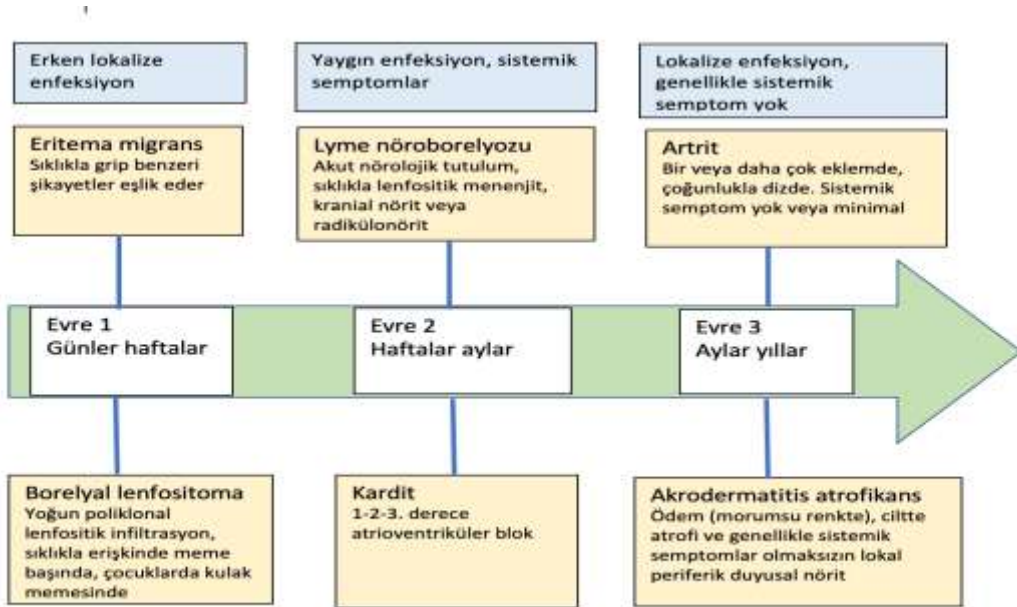 Erken lokalize
enfeksiyon
Yaygın enfeksiyon, sistemik
semptomlar
Lokalize enfeksiyon,
genellikle sistemik
semptom yok
Eritema migrans
Sıklıkla grip benzeri
şikayetler eşlik eder
Lyme nöroborelyozu
Akut nörolojik tutulum,
sıklıkla lenfositik menenjit,
kranial nörit veya
radikülonörit
Artrit
Bir veya daha çok eklemde,
çoğunlukla dizde. Sistemik
semptom yok veya minimal
Evre 1
Günler haftalar
Evre 2
Haftalar aylar
Evre 3
Aylar yıllar
Borelyal lenfositoma
Yoğun poliklonal
lenfositik infiltrasyon,
sıklıkla erişkinde meme
başında, çocuklarda kulak
memesinde
Kardit
1-2-3. derece
atrioventriküler blok
Akrodermatitis atrofikans
Ödem (morumsu renkte), ciltte
atrofi ve genellikle sistemik
semptomlar olmaksızın lokal
periferik duyusal nörit